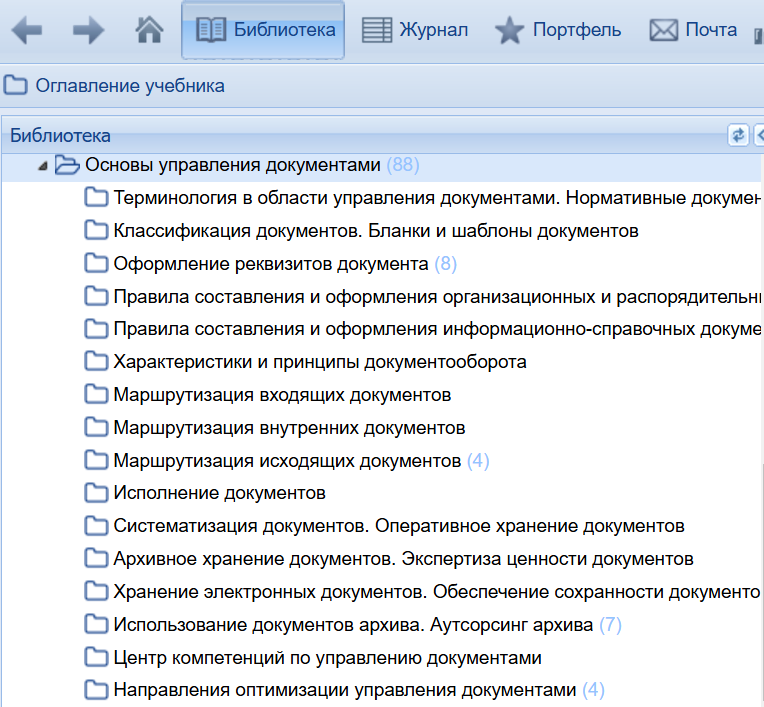 Библиотека Журнал Портфель Почта
Оглавление учебника
Библиотека
Основы управления документами (88)
Терминология в области управления документами. Нормативные
Классификация документов. Бланки и шаблоны документов
Оформление реквизитов документа (8)
Правила составления и оформления организационных и
Правила составления и оформления информационно-справочных
Характеристики и принципы документооборота
Маршрутизация входящих документов
Маршрутизация внутренних документов
Маршрутизация исходящих документов (4)
Исполнение документов
Систематизация документов. Оперативное хранение документов
Архивное хранение документов. Экспертиза ценности документов
Хранение электронных документов. Обеспечение сохранности
Использование документов архива. Аутсорсинг архива (7)
Центр компетенций по управлению документами
Направления оптимизации управления документами (4)